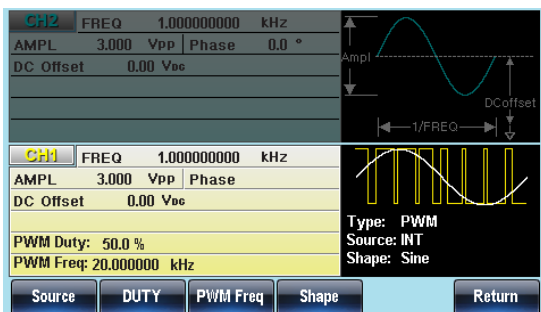 CH2 FREQ 1.000000000 kHz
AMPL 3.000 VPP Phase 0.0 °
DC Offset 0.00 VDC
Ampl
DCoffset
1/FREQ
CH1 FREQ 1.000000000 kHz
AMPL 3.000 VPP Phase
DC Offset 0.00 VDC
PWM Duty: 50.0 %
PWM Freq: 20.000000 kHz
Type: PWM
Source: INT
Shape: Sine
Source DUTY PWM Freq Shape Return